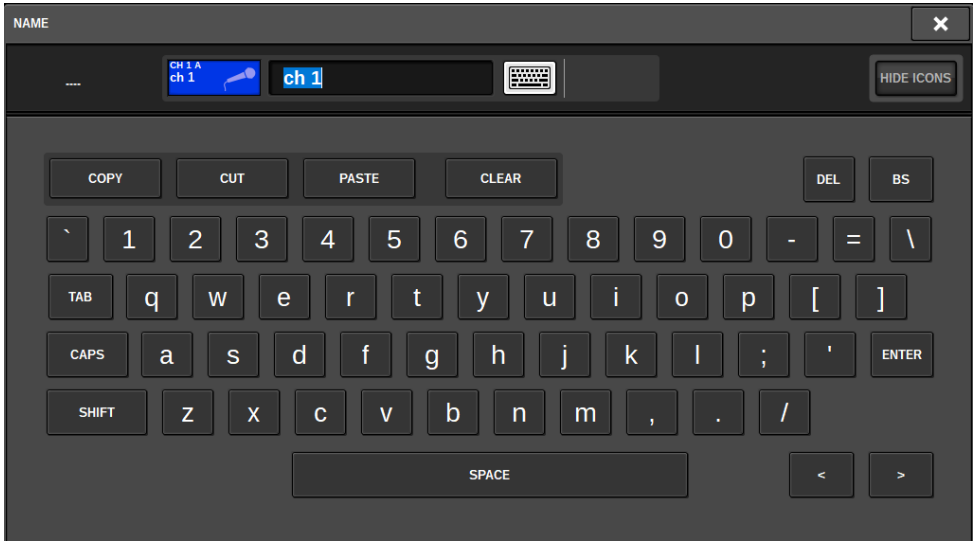 NAME ×
---- CH 1 A
ch 1 ch 1 HIDE ICONS
COPY CUT PASTE CLEAR DEL BS
` 1 2 3 4 5 6 7 8 9 0 - = \
TAB q w e r t y u i o p [ ]
CAPS a s d f g h j k l ; ' ENTER
SHIFT z x c v b n m , . /
SPACE < >